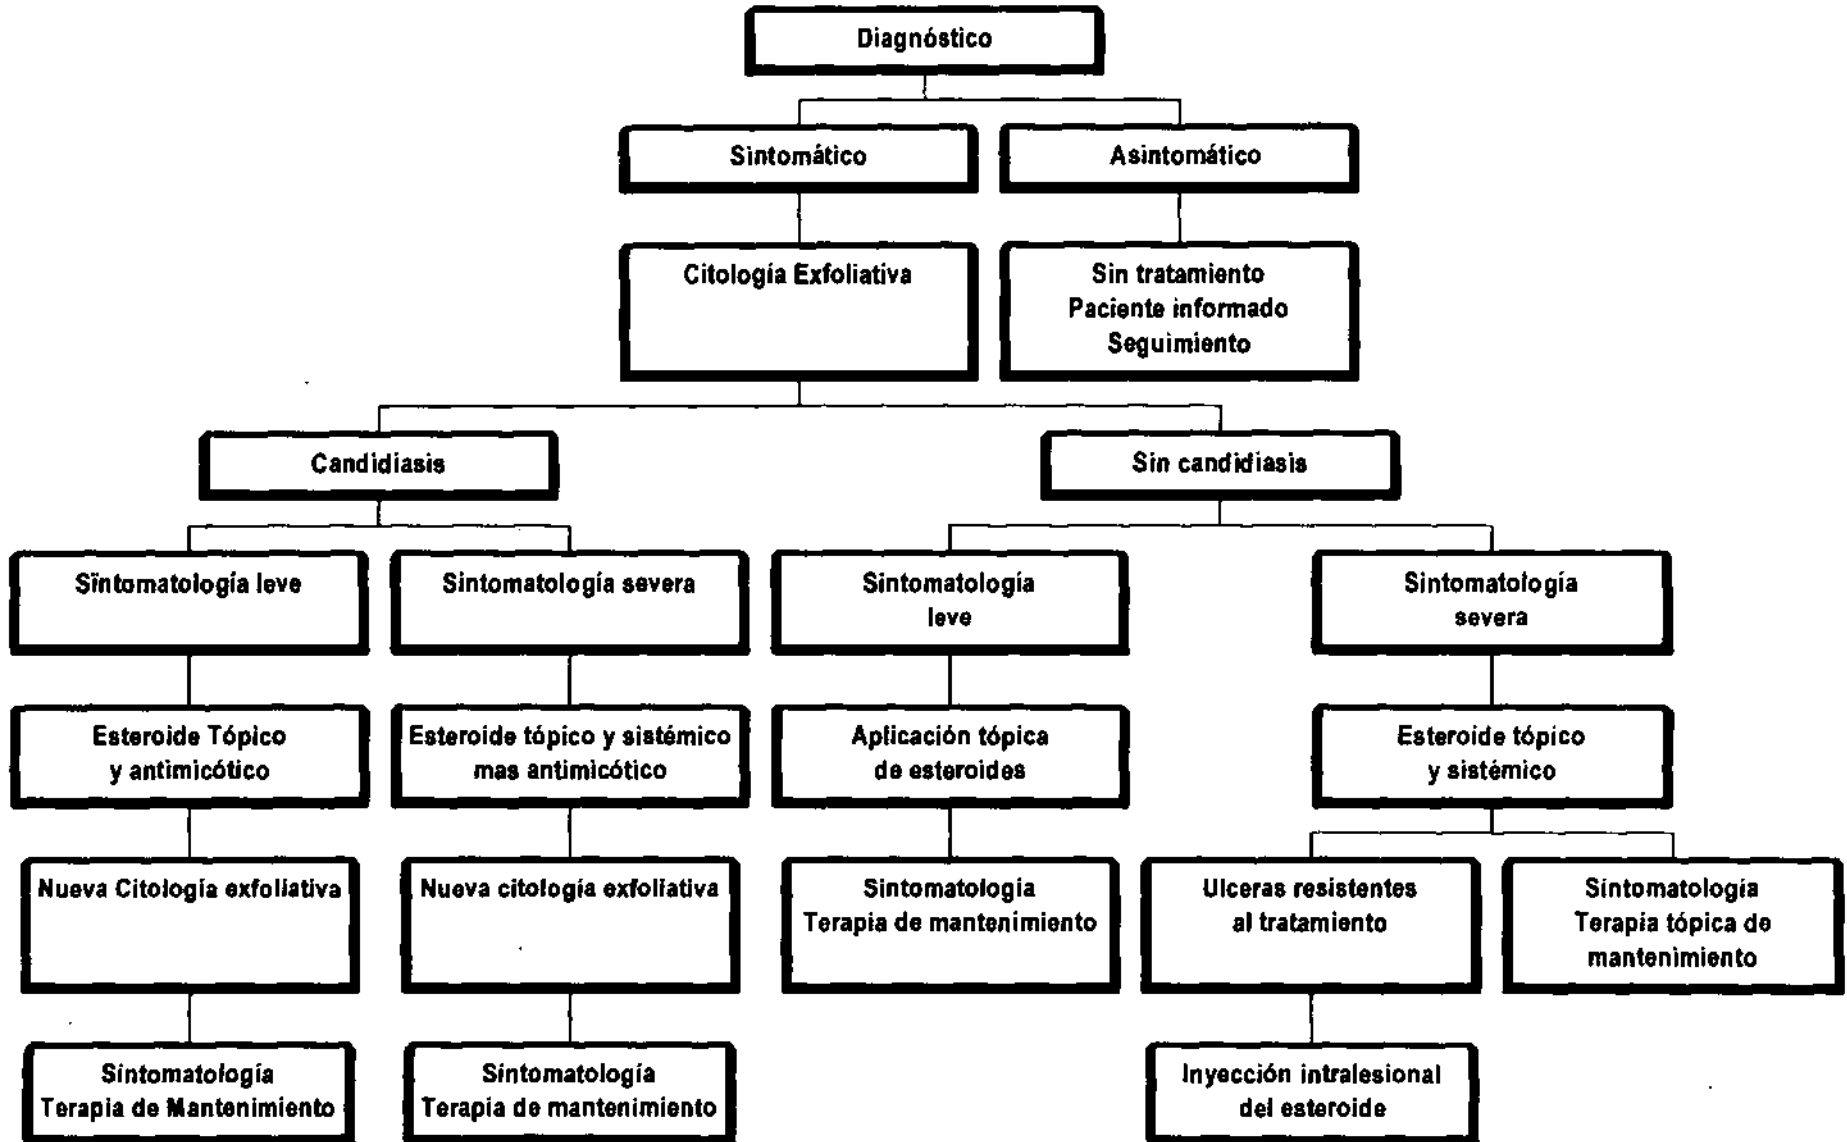 Diagnóstico
Sintomático
Asintomático
Citología Exfoliativa
Sin tratamiento
Paciente informado
Seguimiento
Candidiasis
Sin candidiasis
Sintomatología leve
Sintomatología severa
Sintomatología
leve
Sintomatología
severa
Esteroide Tópico
y antimicótico
Esteroide tópico y sistémico
mas antimicótico
Aplicación tópica
de esteroides
Esteroide tópico
y sistémico
Nueva Citología exfoliativa
Nueva citología exfoliativa
Sintomatología
Terapia de mantenimiento
Ulceras resistentes
al tratamiento
Sintomatología
Terapia tópica de
mantenimiento
Sintomatología
Terapia de Mantenimiento
Sintomatología
Terapia de mantenimiento
Inyección intralesional
del esteroide